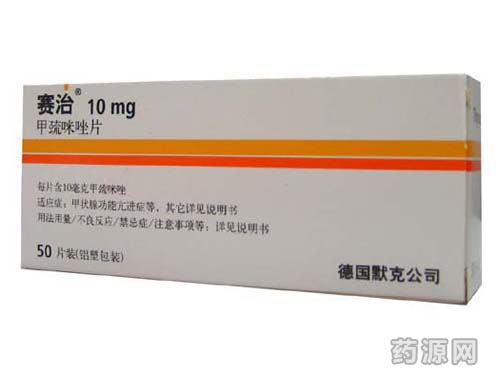 赛治® 10 mg
甲巯咪唑片
每片含10毫克甲巯咪唑
适应症：甲状腺功能亢进症等，其它详见说明书
用法用量/不良反应/禁忌症/注意事项等：详见说明书
50 片装(铝塑包装)
德国默克公司
药源网